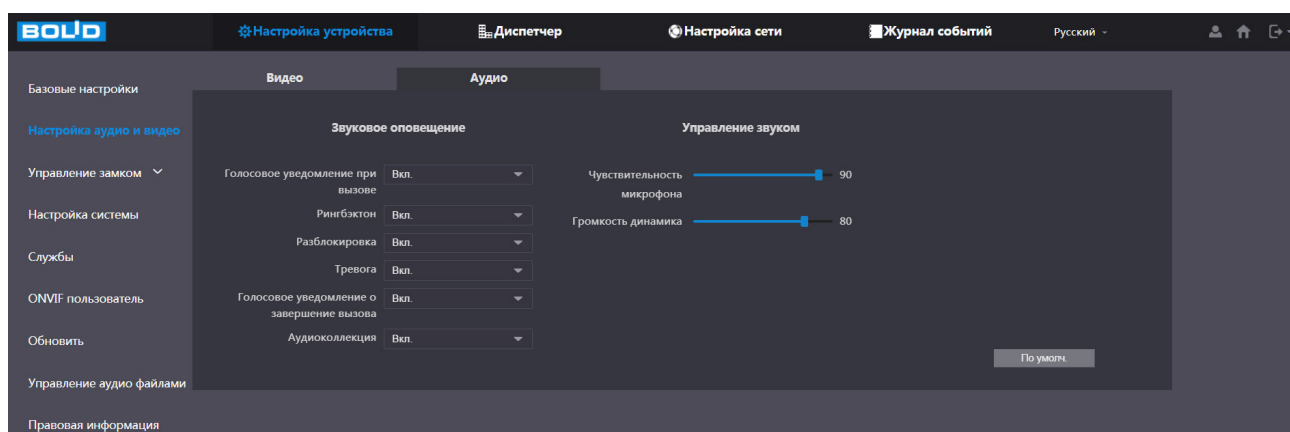 BOLID
Настройка устройства
Диспетчер
Настройка сети
Журнал событий
Русский
Базовые настройки
Настройка аудио и видео
Управление замком
Настройка системы
Службы
ONVIF пользователь
Обновить
Управление аудио файлами
Правовая информация
Видео
Аудио
Звуковое оповещение
Голосовое уведомление при
вызове
Вкл.
Рингбэктон
Вкл.
Разблокировка
Вкл.
Тревога
Вкл.
Голосовое уведомление о
завершение вызова
Вкл.
Аудиоколлекция
Вкл.
Управление звуком
Чувствительность
микрофона
90
Громкость динамика
80
По умолч.